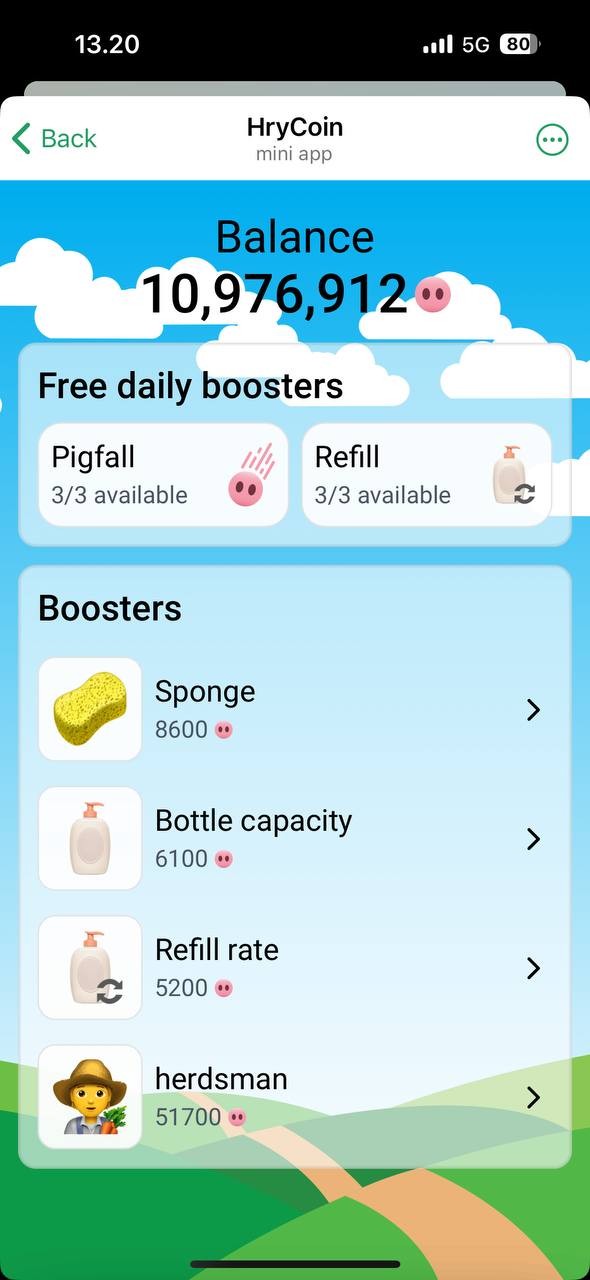 13.20
5G
80
Back
HryCoin
mini app
Balance
10,976,912
Free daily boosters
Pigfall
3/3 available
Refill
3/3 available
Boosters
Sponge
8600
Bottle capacity
6100
Refill rate
5200
herdsman
51700